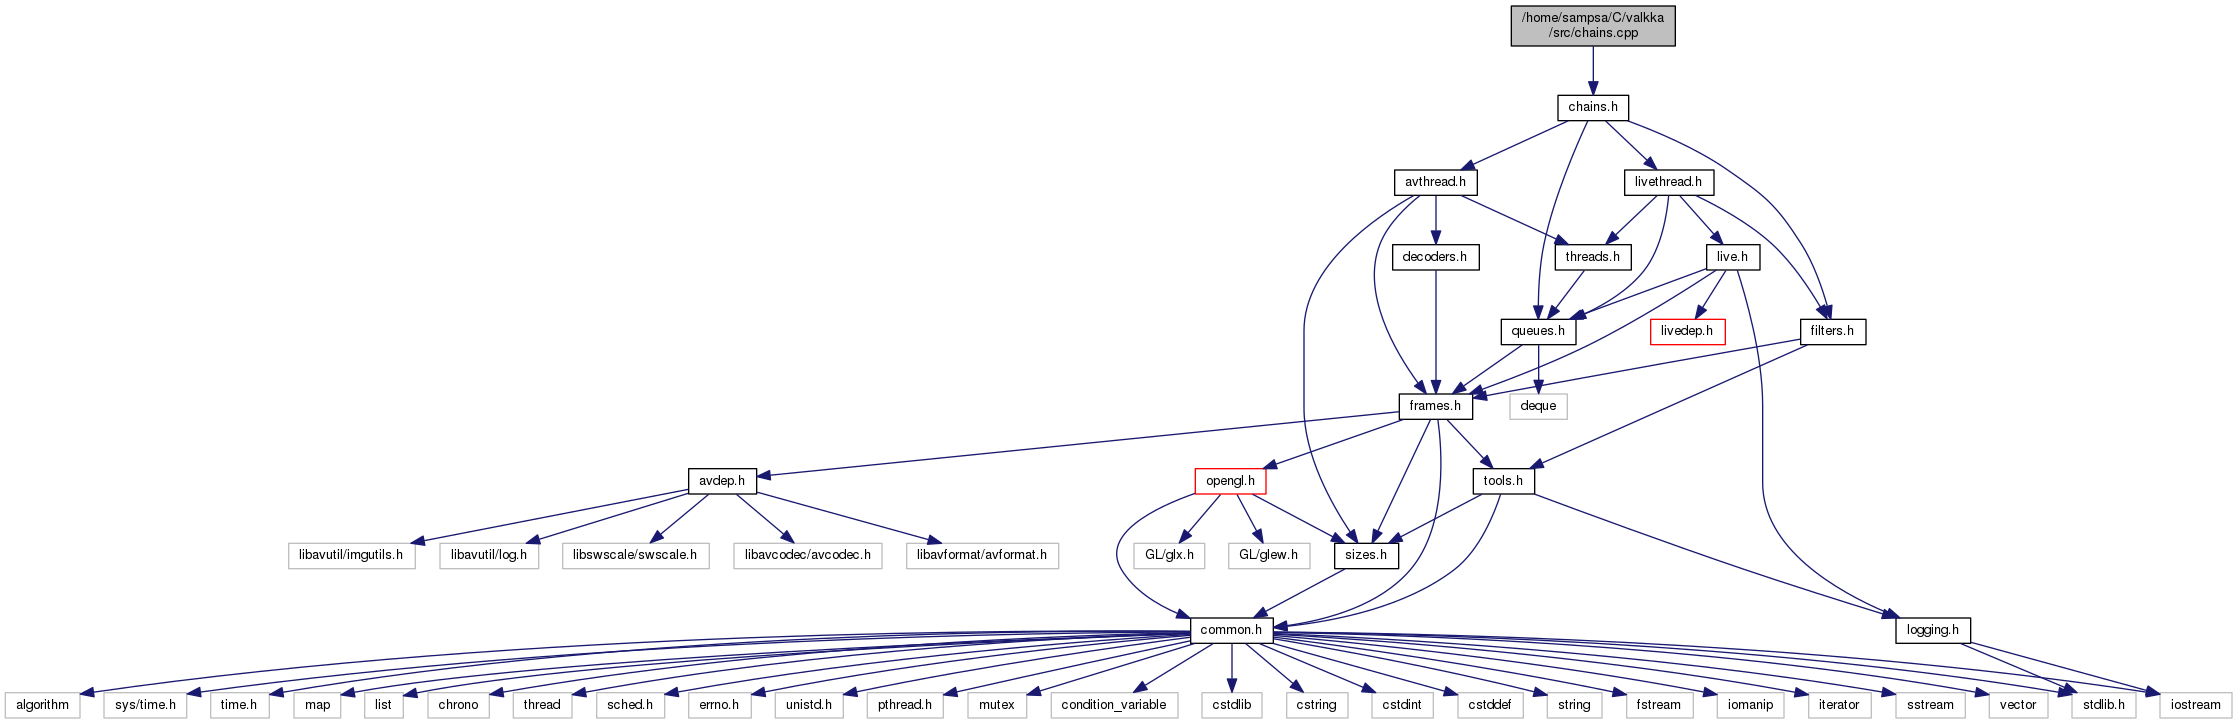 /home/sampsa/C/valkka
/src/chains.cpp
chains.h
avthread.h
livethread.h
decoders.h
threads.h
live.h
queues.h
livedep.h
filters.h
frames.h
deque
avdep.h
opengl.h
tools.h
libavutil/imgutils.h
libavutil/log.h
libswscale/swscale.h
libavcodec/avcodec.h
libavformat/avformat.h
GL/glx.h
GL/glew.h
sizes.h
common.h
logging.h
algorithm
sys/time.h
time.h
map
list
chrono
thread
sched.h
errno.h
unistd.h
pthread.h
mutex
condition_variable
cstdlib
cstring
cstdint
cstddef
string
fstream
iomanip
iterator
sstream
vector
stdlib.h
iostream